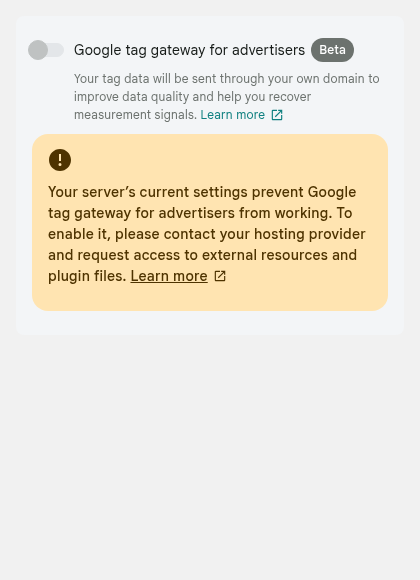 Google tag gateway for advertisers Beta
Your tag data will be sent through your own domain to
improve data quality and help you recover
measurement signals. Learn more
Your server’s current settings prevent Google
tag gateway for advertisers from working. To
enable it, please contact your hosting provider
and request access to external resources and
plugin files. Learn more